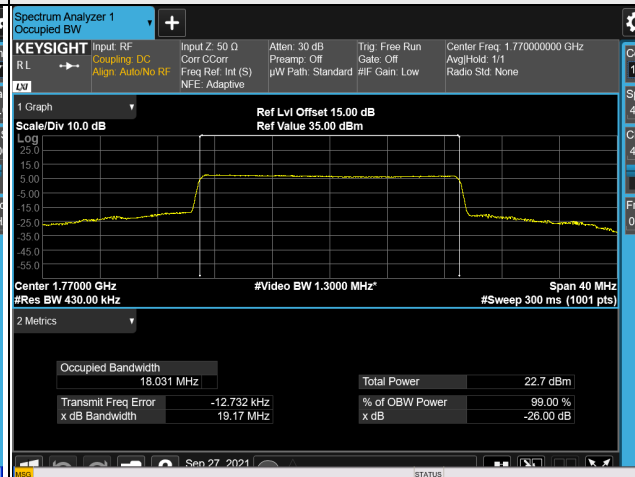 Spectrum Analyzer 1
Occupied BW
KEYSIGHT
RL
LXI
Input: RF
Coupling: DC
Align: Auto/No RF
Input Z: 50 Ω
Corr CCorr
Freq Ref: Int (S)
NFE: Adaptive
Atten: 30 dB
Preamp: Off
µW Path: Standard
Trig: Free Run
Gate: Off
#IF Gain: Low
Center Freq: 1.770000000 GHz
Avg|Hold: 1/1
Radio Std: None
1 Graph
Scale/Div 10.0 dB
Ref Lvl Offset 15.00 dB
Ref Value 35.00 dBm
Log
25.0
15.0
5.00
-5.00
-15.0
-25.0
-35.0
-45.0
-55.0
Center 1.77000 GHz
#Video BW 1.3000 MHz*
Span 40 MHz
#Res BW 430.00 kHz
#Sweep 300 ms (1001 pts)
2 Metrics
Occupied Bandwidth
18.031 MHz
Total Power 22.7 dBm
Transmit Freq Error -12.732 kHz
% of OBW Power 99.00 %
x dB Bandwidth 19.17 MHz
x dB -26.00 dB
Sep 27, 2021
MSG
STATUS